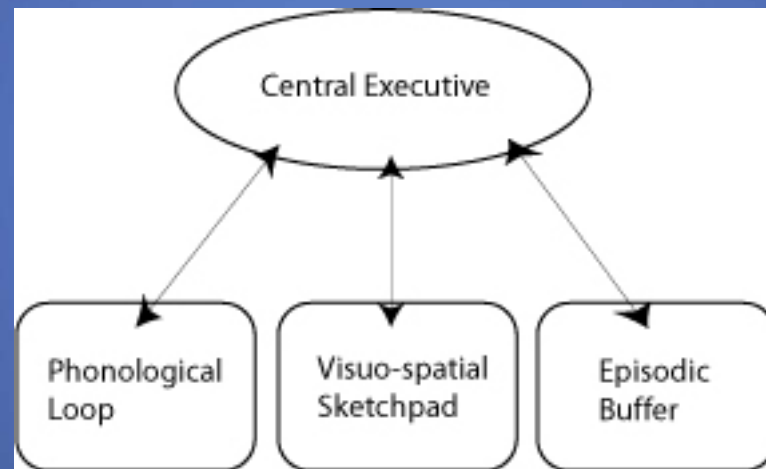 Central Executive
Phonological
Loop
Visuo-spatial
Sketchpad
Episodic
Buffer